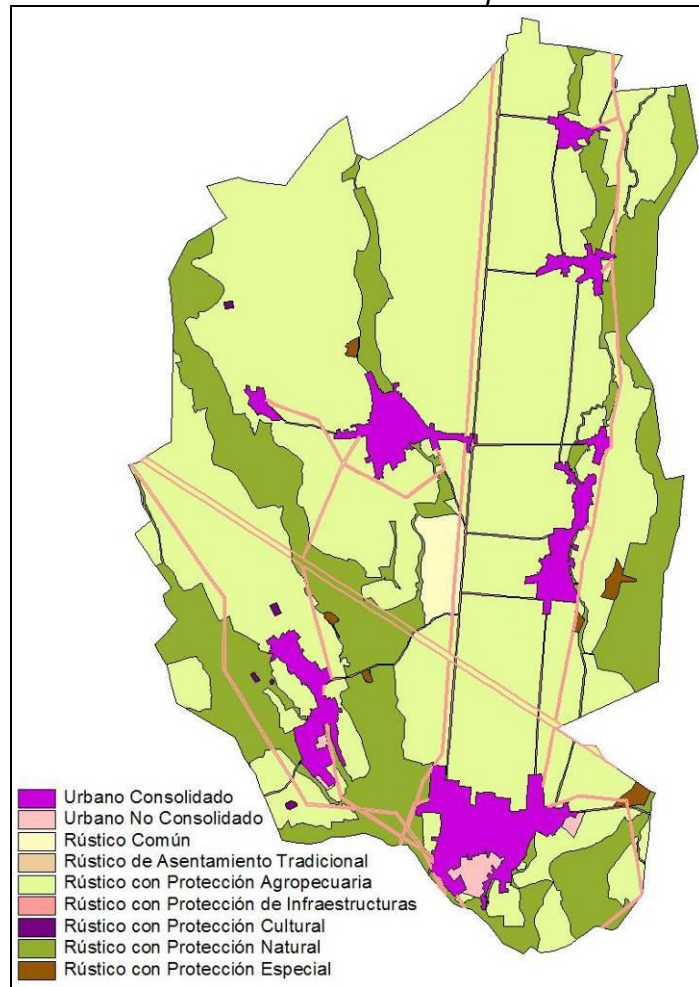 Urbano Consolidado
Urbano No Consolidado
Rústico Común
Rústico de Asentamiento Tradicional
Rústico con Protección Agropecuaria
Rústico con Protección de Infraestructuras
Rústico con Protección Cultural
Rústico con Protección Natural
Rústico con Protección Especial